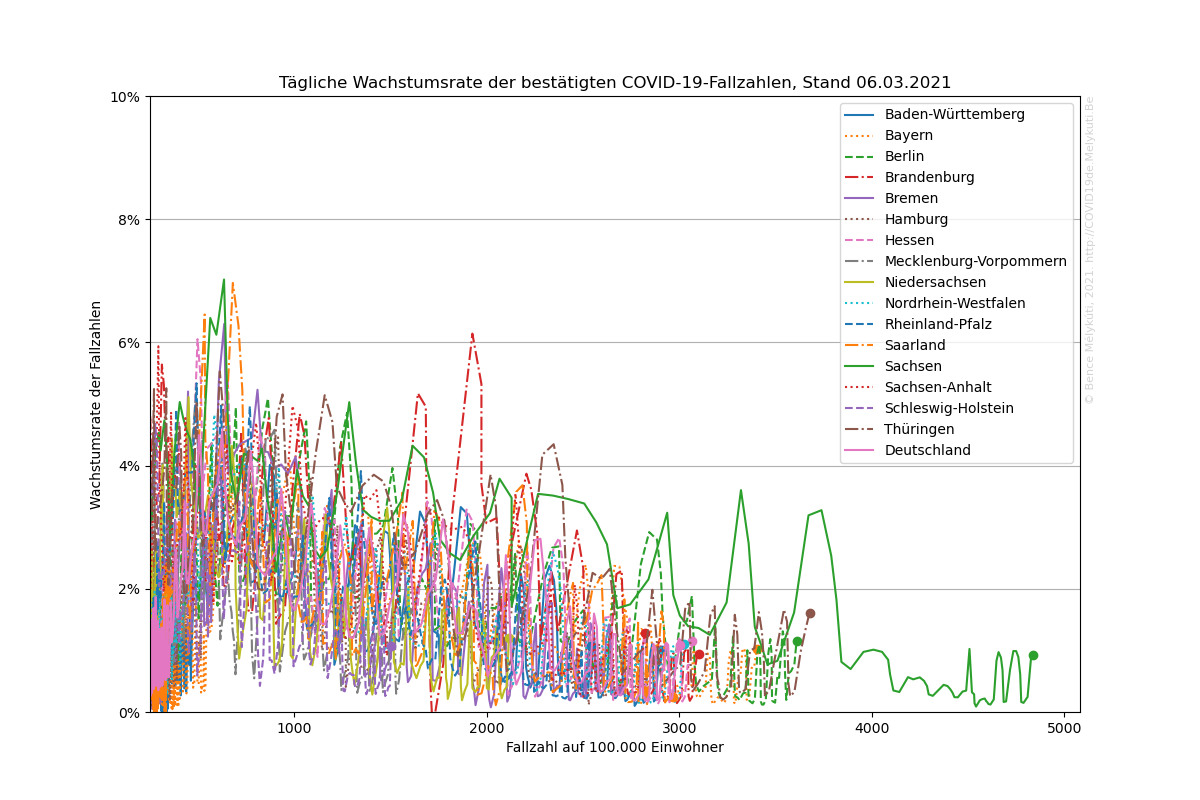 Tägliche Wachstumsrate der bestätigten COVID-19-Fallzahlen, Stand 06.03.2021
10%
8%
6%
4%
2%
0%
Wachstumsrate der Fallzahlen
1000
2000
3000
4000
5000
Fallzahl auf 100.000 Einwohner
Baden-Württemberg
Bayern
Berlin
Brandenburg
Bremen
Hamburg
Hessen
Mecklenburg-Vorpommern
Niedersachsen
Nordrhein-Westfalen
Rheinland-Pfalz
Saarland
Sachsen
Sachsen-Anhalt
Schleswig-Holstein
Thüringen
Deutschland
© Bence Mélykúti, 2021. http://COVID19de.Melykuti.Be